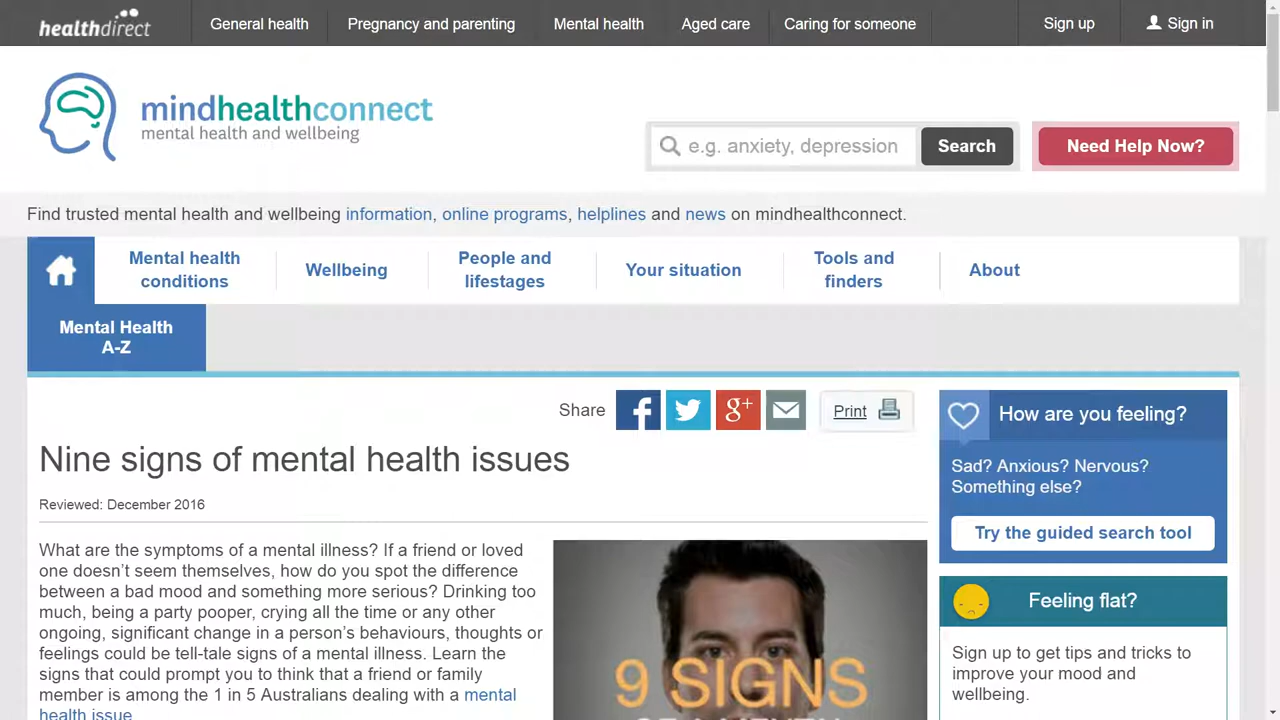 healthdirect
General health
Pregnancy and parenting
Mental health
Aged care
Caring for someone
Sign up
Sign in
mindhealthconnect
mental health and wellbeing
e.g. anxiety, depression
Search
Need Help Now?
Find trusted mental health and wellbeing information, online programs, helplines and news on mindhealthconnect.
Mental health
conditions
Wellbeing
People and
lifestages
Your situation
Tools and
finders
About
Mental Health
A-Z
Share
Print
Nine signs of mental health issues
Reviewed: December 2016
What are the symptoms of a mental illness? If a friend or loved
one doesn’t seem themselves, how do you spot the difference
between a bad mood and something more serious? Drinking too
much, being a party pooper, crying all the time or any other
ongoing, significant change in a person’s behaviours, thoughts or
feelings could be tell-tale signs of a mental illness. Learn the
signs that could prompt you to think that a friend or family
member is among the 1 in 5 Australians dealing with a mental
health issue
9 SIGNS
How are you feeling?
Sad? Anxious? Nervous?
Something else?
Try the guided search tool
Feeling flat?
Sign up to get tips and tricks to
improve your mood and
wellbeing.